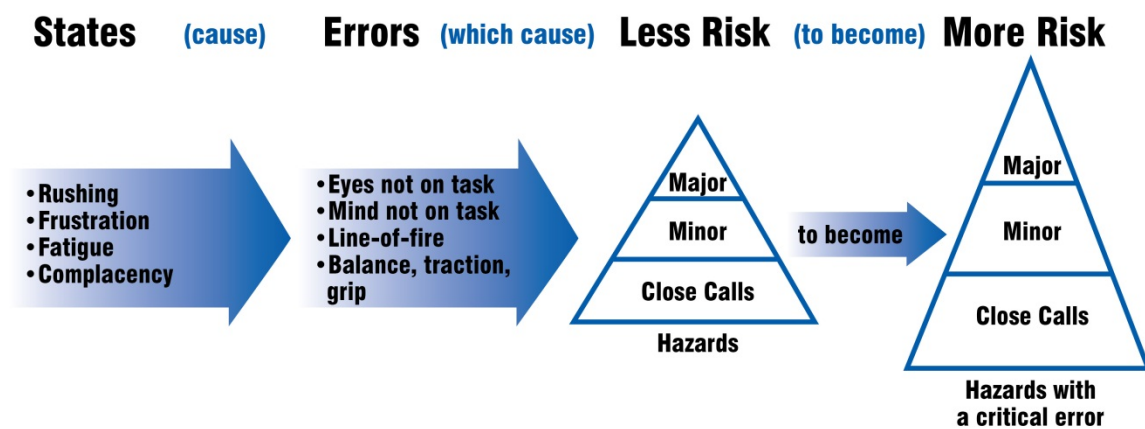 States (cause) Errors (which cause) Less Risk (to become) More Risk
• Rushing
• Frustration
• Fatigue
• Complacency
• Eyes not on task
• Mind not on task
• Line-of-fire
• Balance, traction,
grip
Major
Minor
Close Calls
Hazards
to become
Major
Minor
Close Calls
Hazards with
a critical error